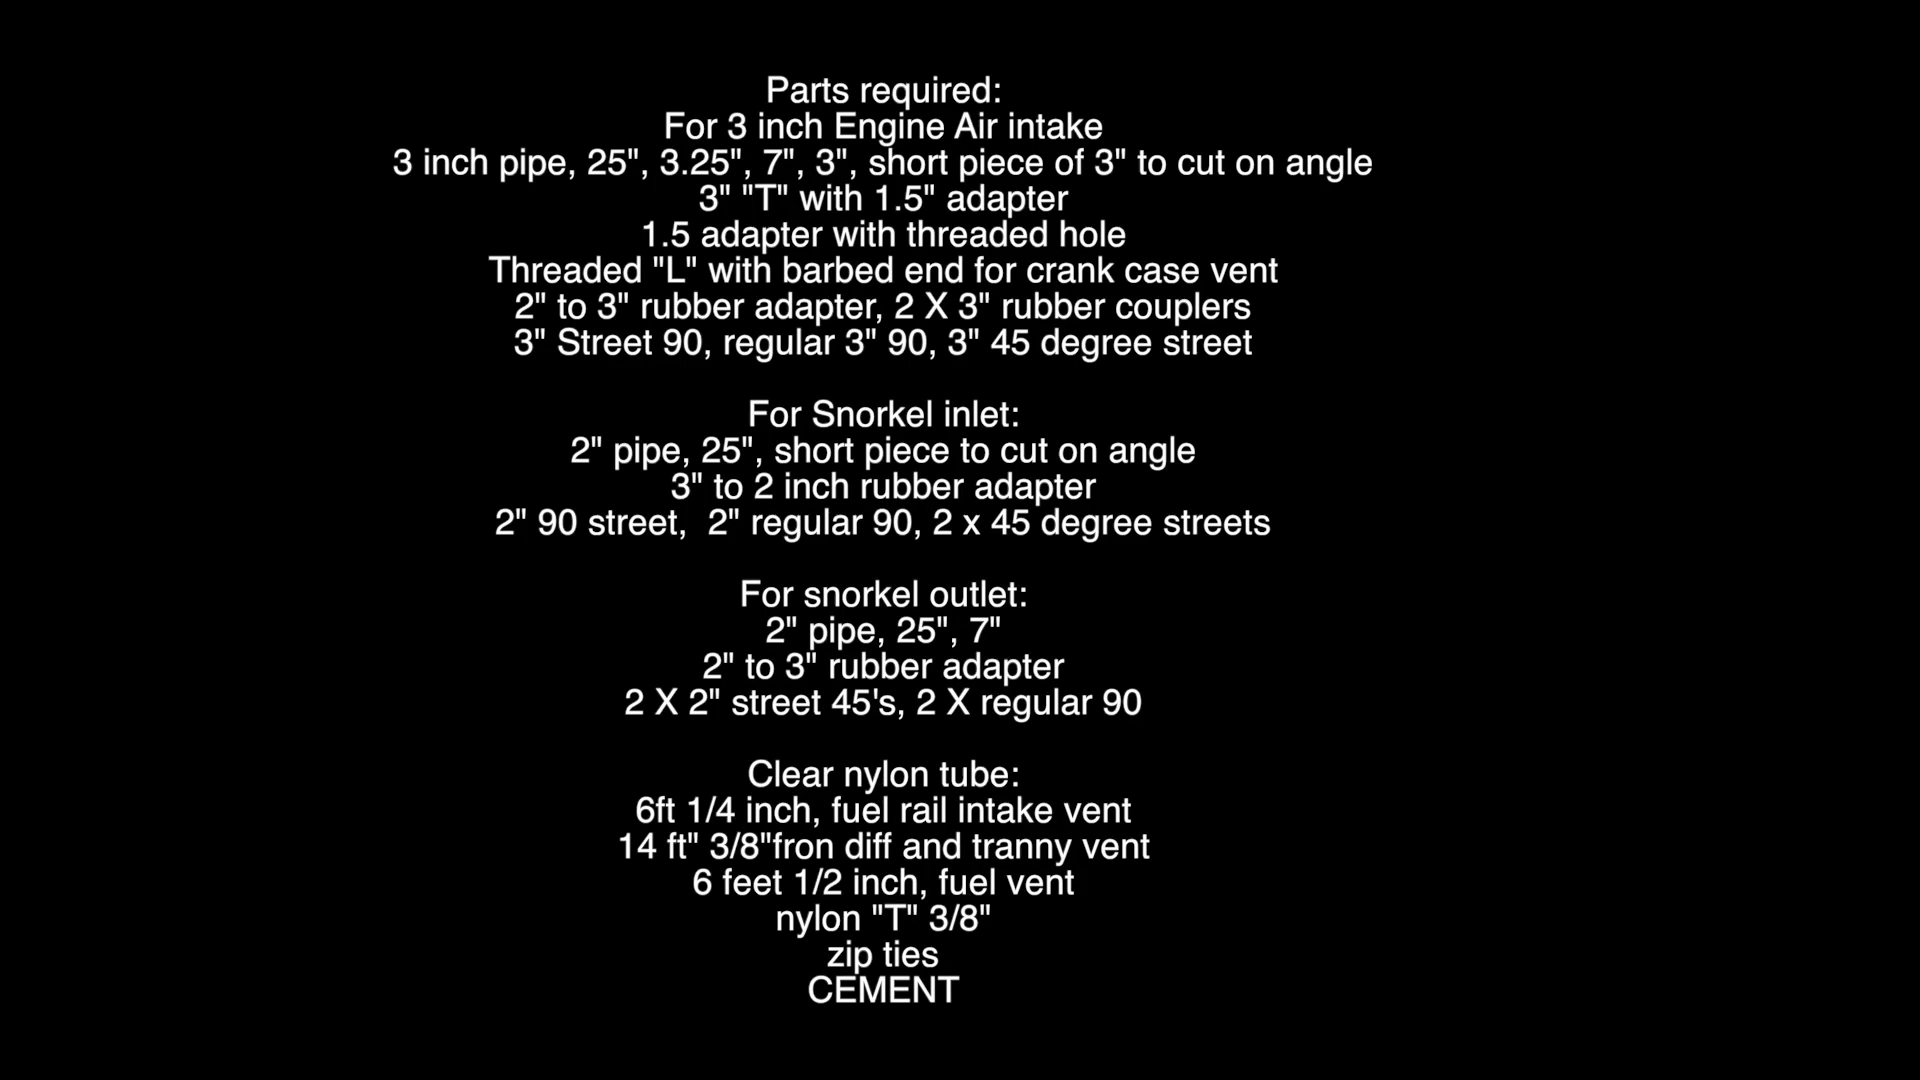 Parts required:
For 3 inch Engine Air intake
3 inch pipe, 25", 3.25", 7", 3", short piece of 3" to cut on angle
3" "T" with 1.5" adapter
1.5 adapter with threaded hole
Threaded "L" with barbed end for crank case vent
2" to 3" rubber adapter, 2 X 3" rubber couplers
3" Street 90, regular 3" 90, 3" 45 degree street

For Snorkel inlet:
2" pipe, 25", short piece to cut on angle
3" to 2 inch rubber adapter
2" 90 street,  2" regular 90, 2 x 45 degree streets

For snorkel outlet:
2" pipe, 25", 7"
2" to 3" rubber adapter
2 X 2" street 45's, 2 X regular 90

Clear nylon tube:
6ft 1/4 inch, fuel rail intake vent
14 ft" 3/8"fron diff and tranny vent
6 feet 1/2 inch, fuel vent
nylon "T" 3/8"
zip ties
CEMENT